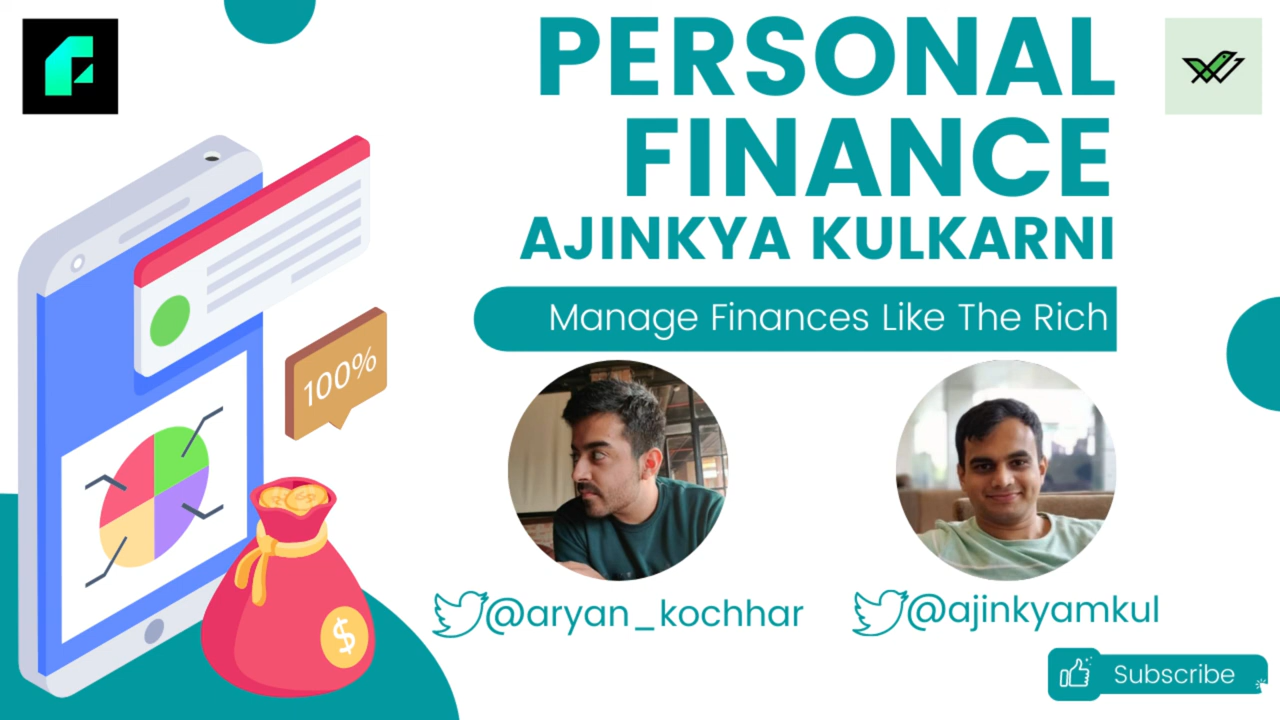 PERSONAL
FINANCE
AJINKYA KULKARNI
Manage Finances Like The Rich
100%
$
@aryan_kochhar
@ajinkyamkul
Subscribe